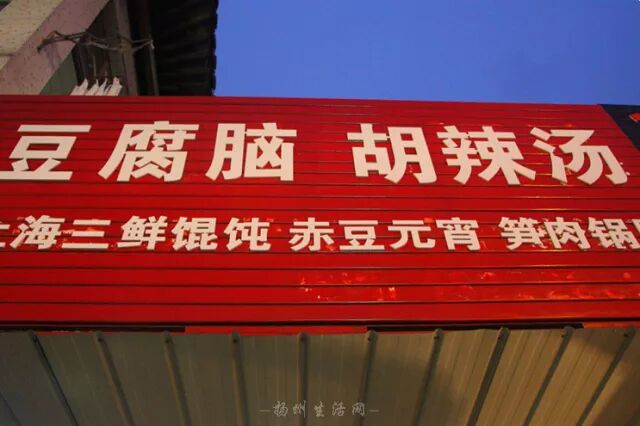 豆腐脑 胡辣汤
上海三鲜馄饨 赤豆元宵 笋肉锅
扬州生活网